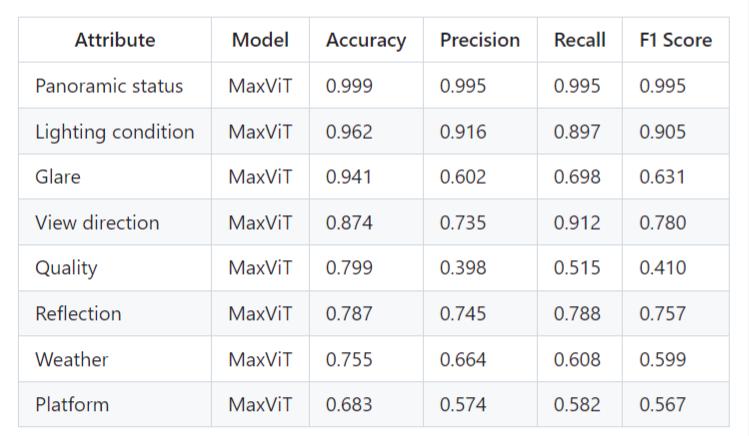 Attribute Model Accuracy Precision Recall F1 Score
Panoramic status MaxViT 0.999 0.995 0.995 0.995
Lighting condition MaxViT 0.962 0.916 0.897 0.905
Glare MaxViT 0.941 0.602 0.698 0.631
View direction MaxViT 0.874 0.735 0.912 0.780
Quality MaxViT 0.799 0.398 0.515 0.410
Reflection MaxViT 0.787 0.745 0.788 0.757
Weather MaxViT 0.755 0.664 0.608 0.599
Platform MaxViT 0.683 0.574 0.582 0.567